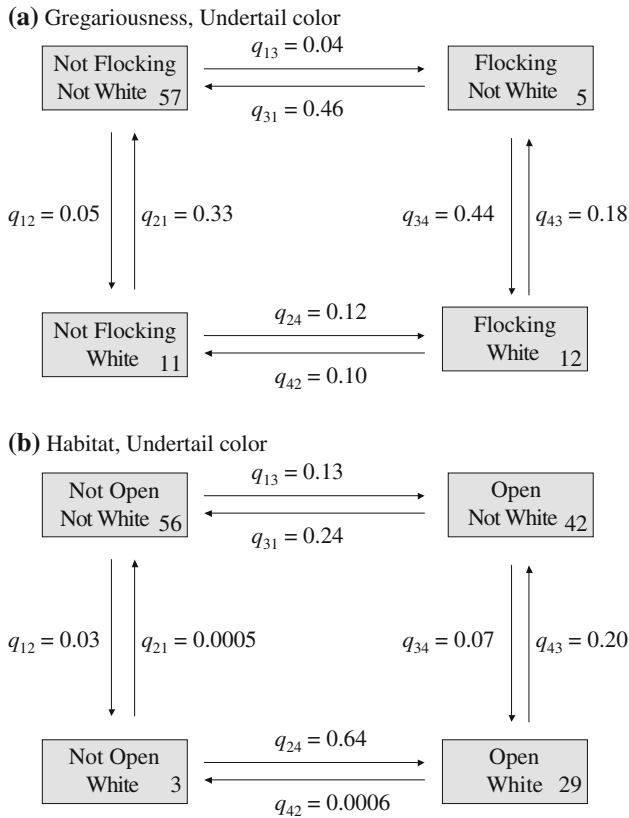 (a) Gregariousness, Undertail color
Not Flocking
Not White 57
q13 = 0.04
q31 = 0.46
Flocking
Not White 5
q12 = 0.05
q21 = 0.33
q34 = 0.44
q43 = 0.18
Not Flocking
White 11
q24 = 0.12
q42 = 0.10
Flocking
White 12
(b) Habitat, Undertail color
Not Open
Not White 56
q13 = 0.13
q31 = 0.24
Open
Not White 42
q12 = 0.03
q21 = 0.0005
q34 = 0.07
q43 = 0.20
Not Open
White 3
q24 = 0.64
q42 = 0.0006
Open
White 29